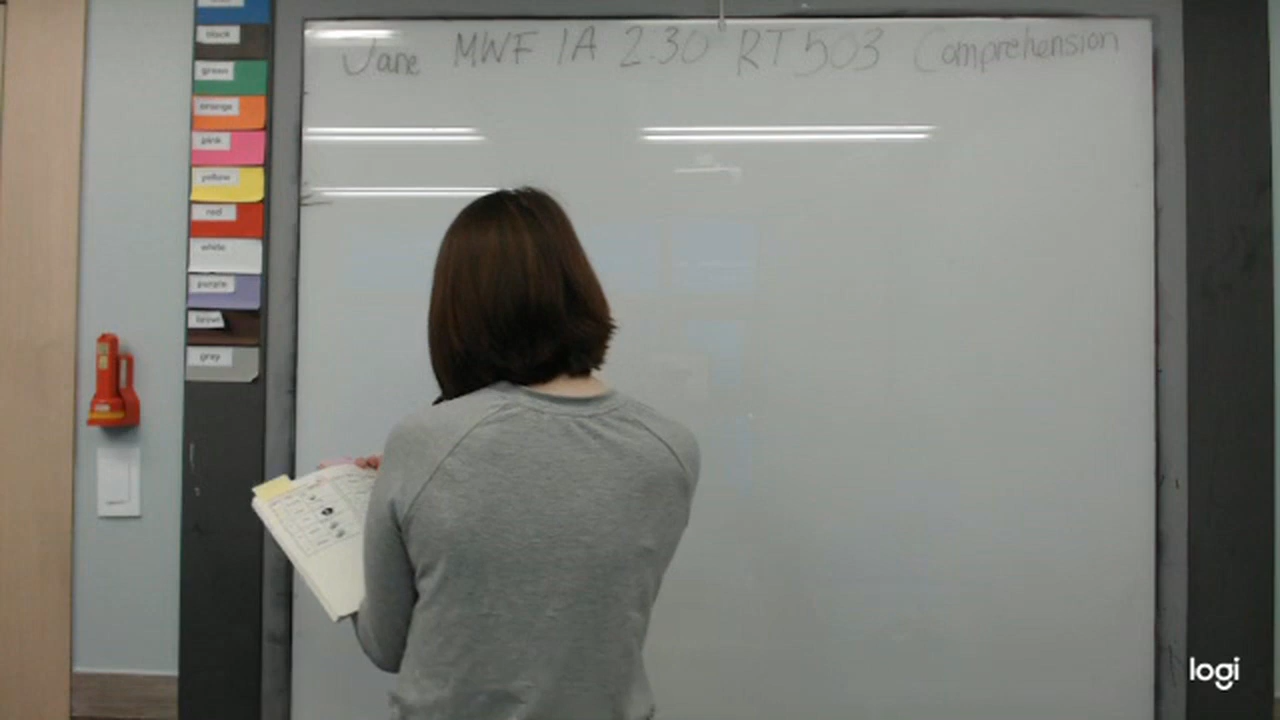 Jane MWF 1A 2.30 RT503 Comprehension
black
green
orange
pink
yellow
red
white
purple
brown
gray
logi